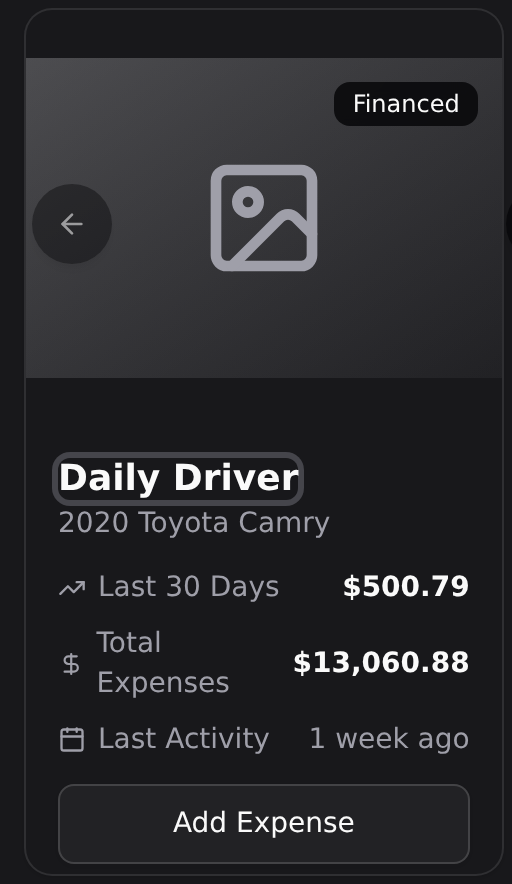 Financed
Daily Driver
2020 Toyota Camry
Last 30 Days $500.79
Total
Expenses $13,060.88
Last Activity 1 week ago
Add Expense